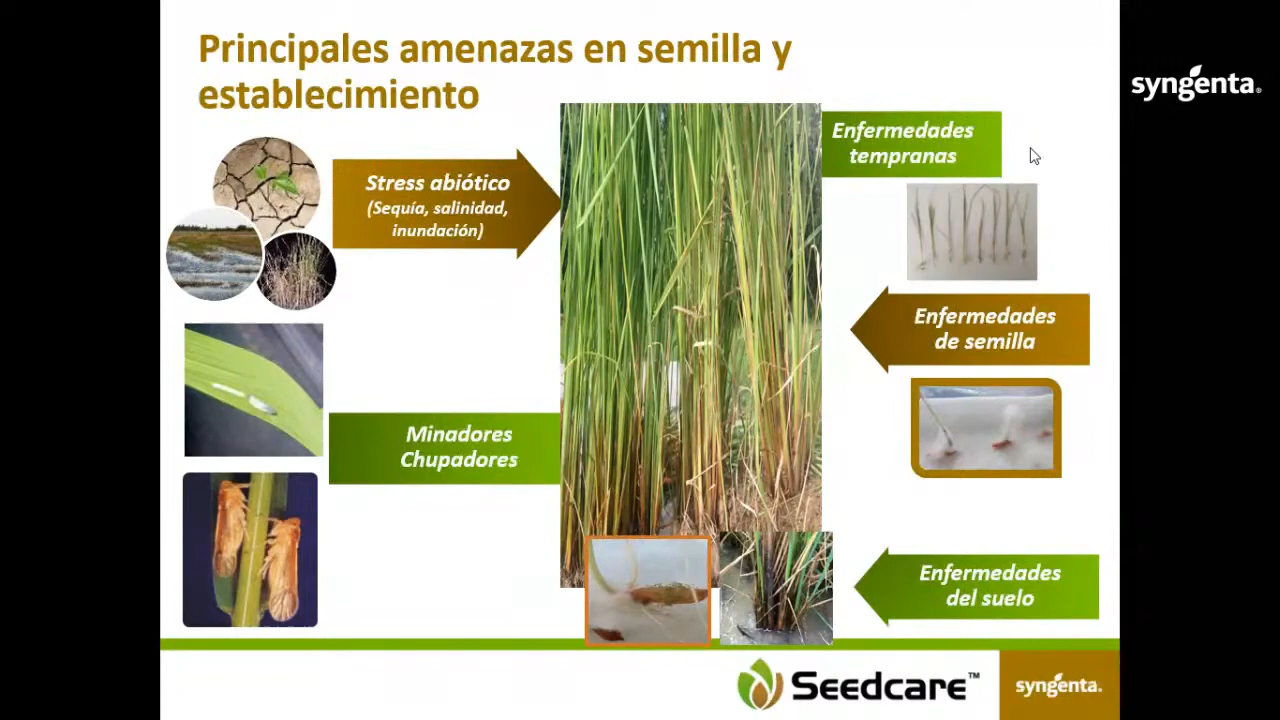 Principales amenazas en semilla y
establecimiento
syngenta®
Enfermedades
tempranas
Stress abiótico
(Sequía, salinidad,
inundación)
Enfermedades
de semilla
Minadores
Chupadores
Enfermedades
del suelo
Seedcare™
syngenta.